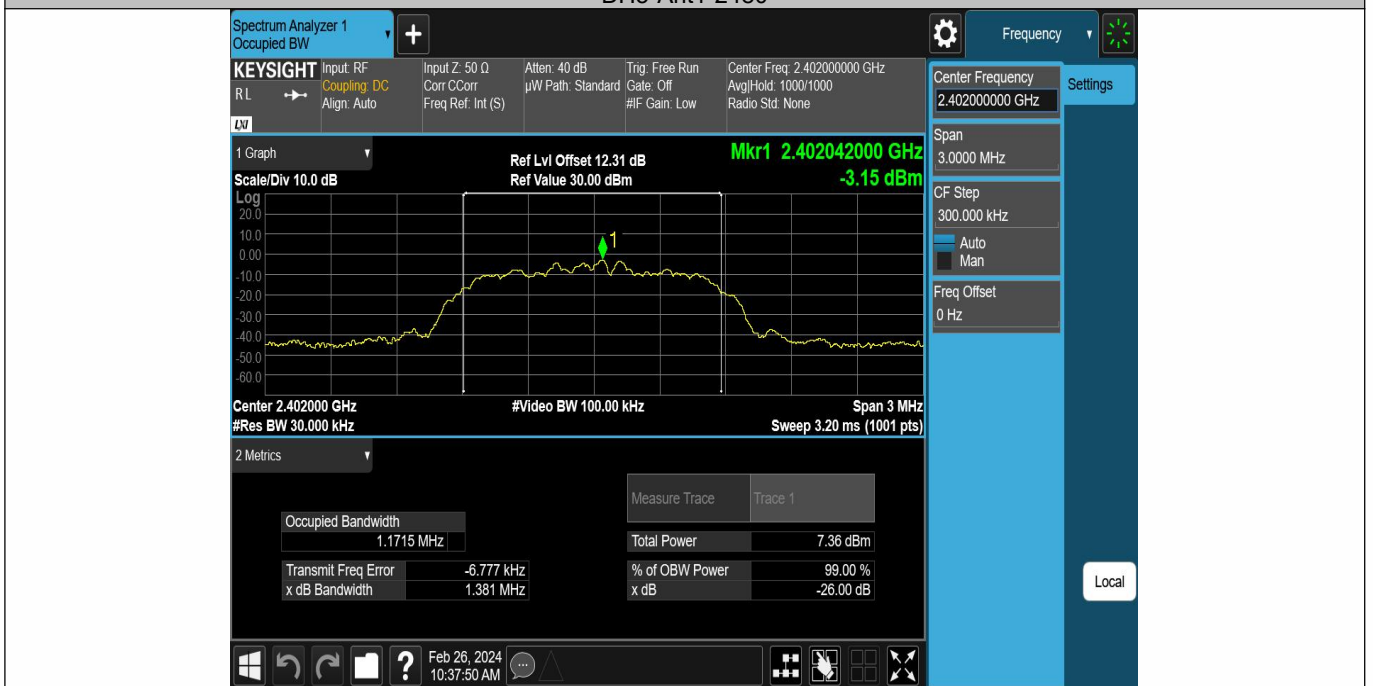 Spectrum Analyzer 1
Occupied BW
Frequency
KEYSIGHT
RL
LXI
Input: RF
Coupling: DC
Align: Auto
Input Z: 50 Ω
Corr CCorr
Freq Ref: Int (S)
Atten: 40 dB
µW Path: Standard
Trig: Free Run
Gate: Off
#IF Gain: Low
Center Freq: 2.402000000 GHz
Avg|Hold: 1000/1000
Radio Std: None
Center Frequency
2.402000000 GHz
Settings
Span
3.0000 MHz
CF Step
300.000 kHz
Auto
Man
Freq Offset
0 Hz
Local
1 Graph
Scale/Div 10.0 dB
Ref Lvl Offset 12.31 dB
Ref Value 30.00 dBm
Mkr1 2.402042000 GHz
-3.15 dBm
Log
20.0
10.0
0.00
-10.0
-20.0
-30.0
-40.0
-50.0
-60.0
1
Center 2.402000 GHz
#Video BW 100.00 kHz
Span 3 MHz
#Res BW 30.000 kHz
Sweep 3.20 ms (1001 pts)
2 Metrics
Measure Trace
Trace 1
Occupied Bandwidth
1.1715 MHz
Total Power
7.36 dBm
Transmit Freq Error
-6.777 kHz
% of OBW Power
99.00 %
x dB Bandwidth
1.381 MHz
x dB
-26.00 dB
?
Feb 26, 2024
10:37:50 AM